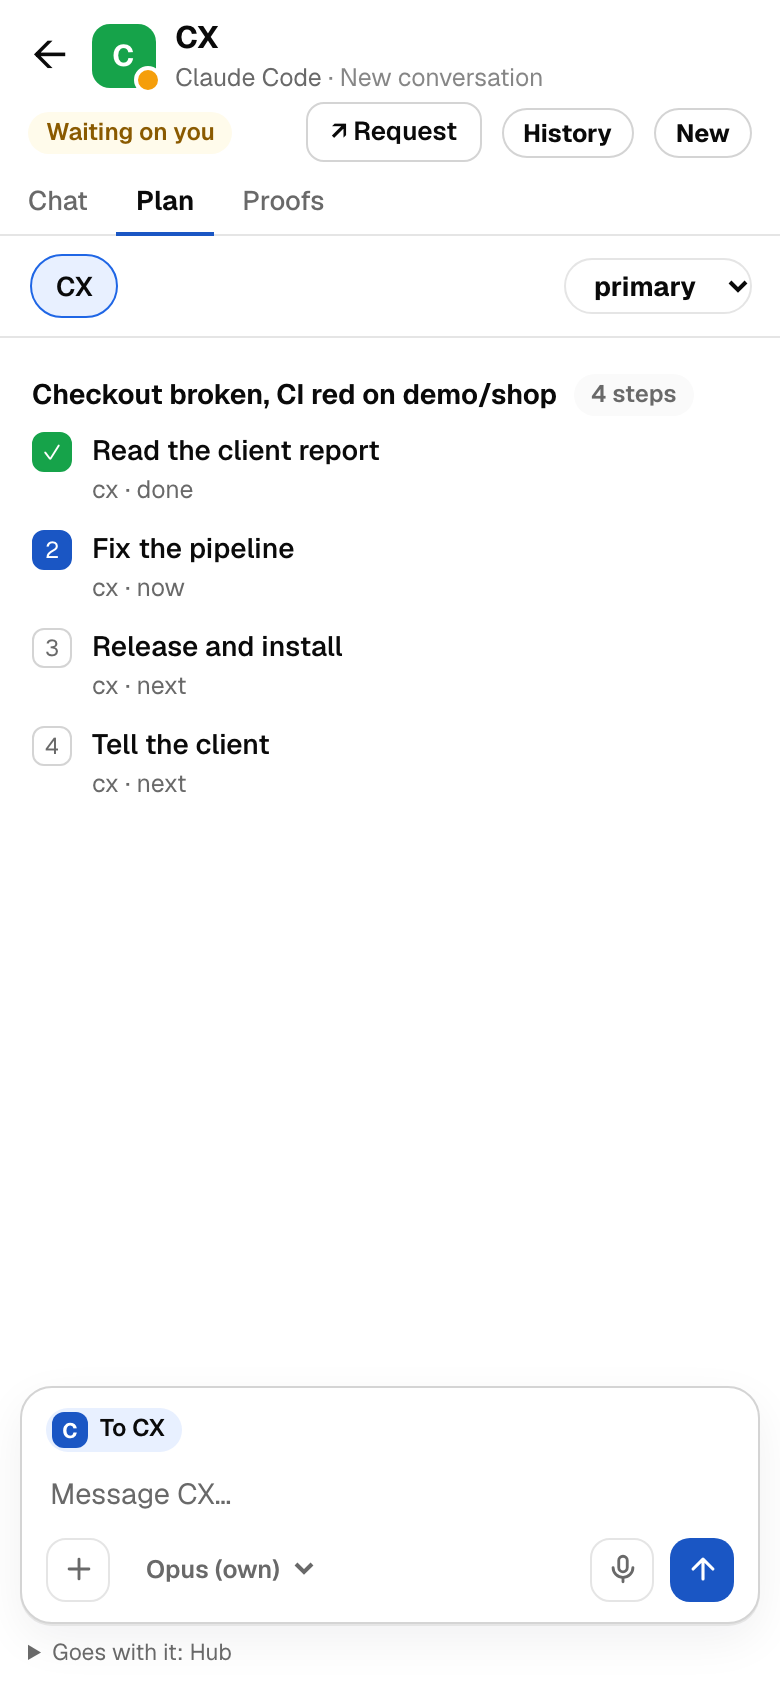 C
CX
Claude Code · New conversation
Waiting on you
Request
History
New
Chat
Plan
Proofs
CX
primary
Checkout broken, CI red on demo/shop
4 steps
Read the client report
cx · done
2
Fix the pipeline
cx · now
3
Release and install
cx · next
4
Tell the client
cx · next
C
To CX
Message CX...
Opus (own)
Goes with it: Hub